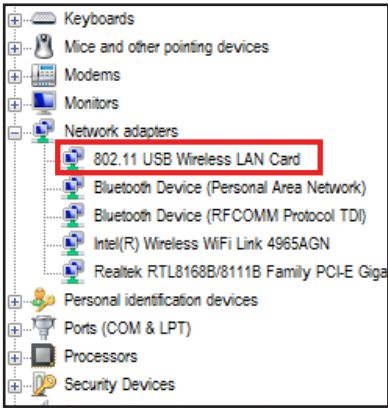 Keyboards
Mice and other pointing devices
Modems
Monitors
Network adapters
802.11 USB Wireless LAN Card
Bluetooth Device (Personal Area Network)
Bluetooth Device (RFCOMM Protocol TDI)
Intel(R) Wireless WiFi Link 4965AGN
Realtek RTL8168B/8111B Family PCI-E Giga
Personal identification devices
Ports (COM & LPT)
Processors
Security Devices